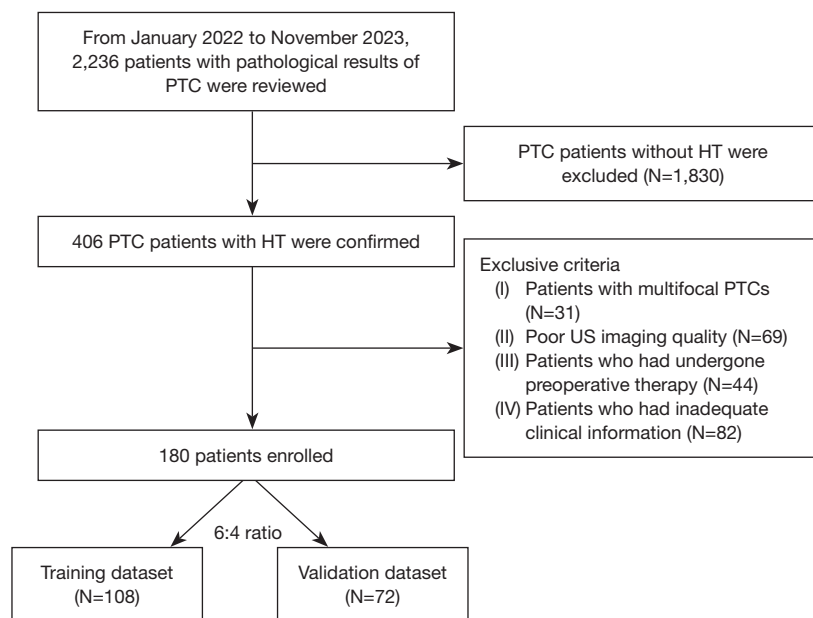 From January 2022 to November 2023,
2,236 patients with pathological results of
PTC were reviewed
PTC patients without HT were
excluded (N=1,830)
406 PTC patients with HT were confirmed
Exclusive criteria
(I) Patients with multifocal PTCs
(N=31)
(II) Poor US imaging quality (N=69)
(III) Patients who had undergone
preoperative therapy (N=44)
(IV) Patients who had inadequate
clinical information (N=82)
180 patients enrolled
6:4 ratio
Training dataset
(N=108)
Validation dataset
(N=72)